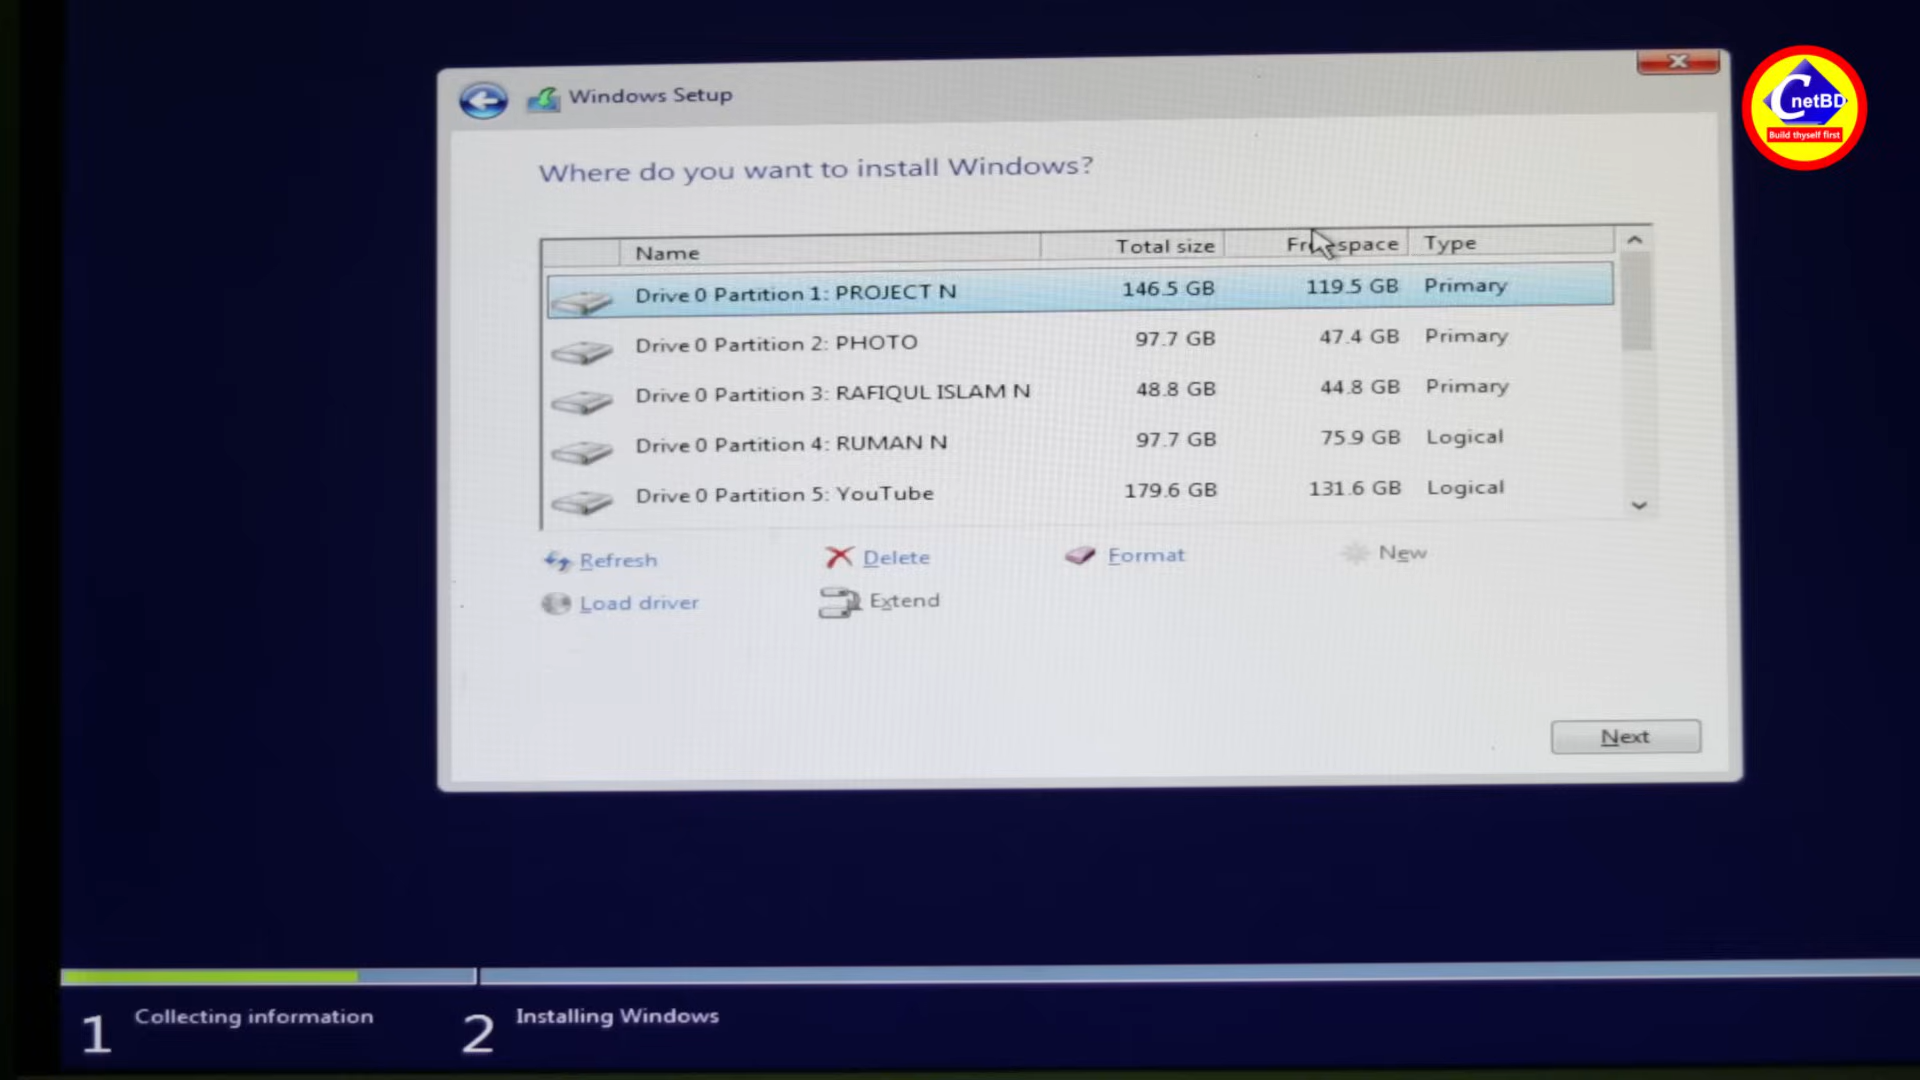 Windows Setup
CnetBD
Build thyself first
Where do you want to install Windows?
Name Total size Type
Drive 0 Partition 1: PROJECT N 146.5 GB 119.5 GB Primary
Drive 0 Partition 2: PHOTO 97.7 GB 47.4 GB Primary
Drive 0 Partition 3: RAFIQUL ISLAM N 48.8 GB 44.8 GB Primary
Drive 0 Partition 4: RUMAN N 97.7 GB 75.9 GB Logical
Drive 0 Partition 5: YouTube 179.6 GB 131.6 GB Logical
Refresh Delete Format New
Load driver Extend
Next
1 Collecting information 2 Installing Windows